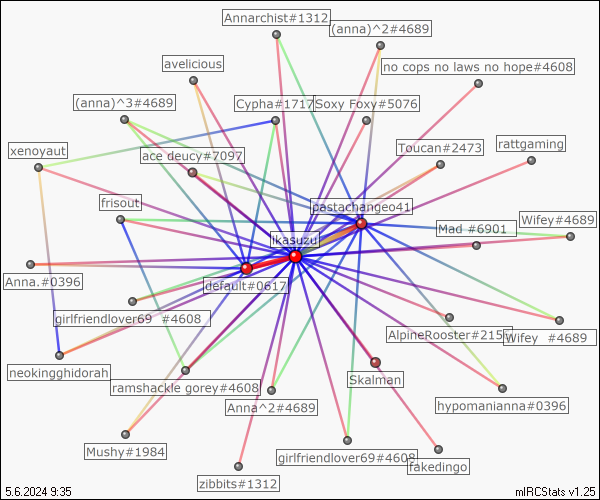 Annarchist#1312
(anna)^2#4689
avelicious
no cops no laws no hope#4608
(anna)^3#4689
Cypha#1717
Soxy Foxy#5076
Toucan#2473
rattgaming
xenoyaut
ace deucy#7097
frisout
pastachangeo41
Wifey#4689
Mad #6901
ikasuzu
Anna.#0396
default#0617
girlfriendlover69 #4608
AlpineRooster#215
Wifey #4689
neokingghidorah
ramshackle gorey#4608
Skalman
Anna^2#4689
hypomanianna#0396
Mushy#1984
girlfriendlover69#4608
fakedingo
zibbits#1312
5.6.2024 9:35
mIRCStats v1.25